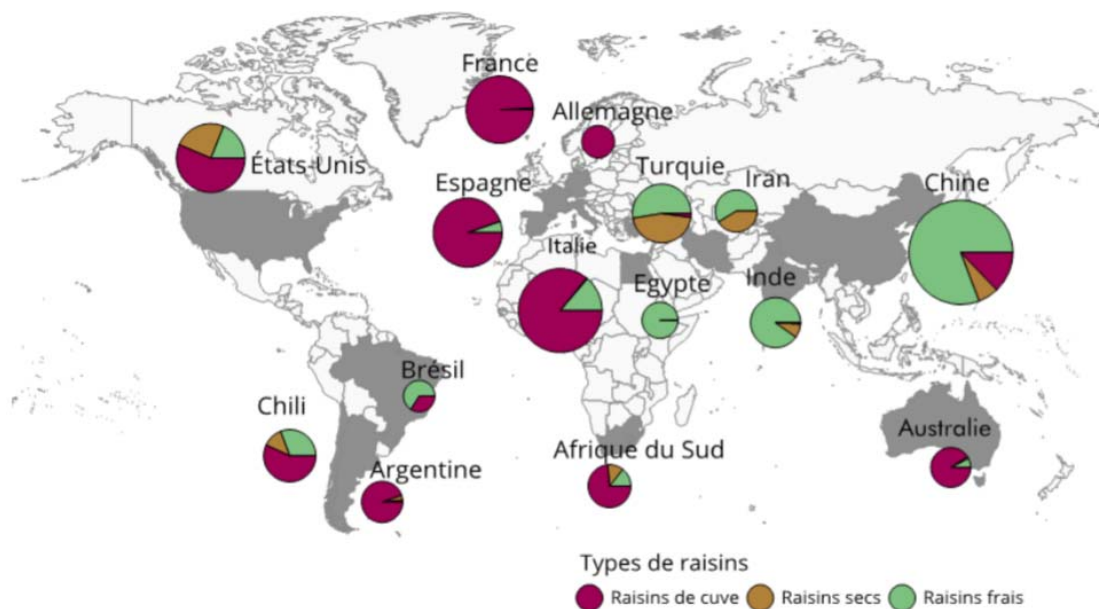 France
Allemagne
États-Unis
Turquie
Iran
Chine
Espagne
Italie
Egypte
Inde
Brésil
Chili
Australie
Afrique du Sud
Argentine
Types de raisins
Raisins de cuve
Raisins secs
Raisins frais